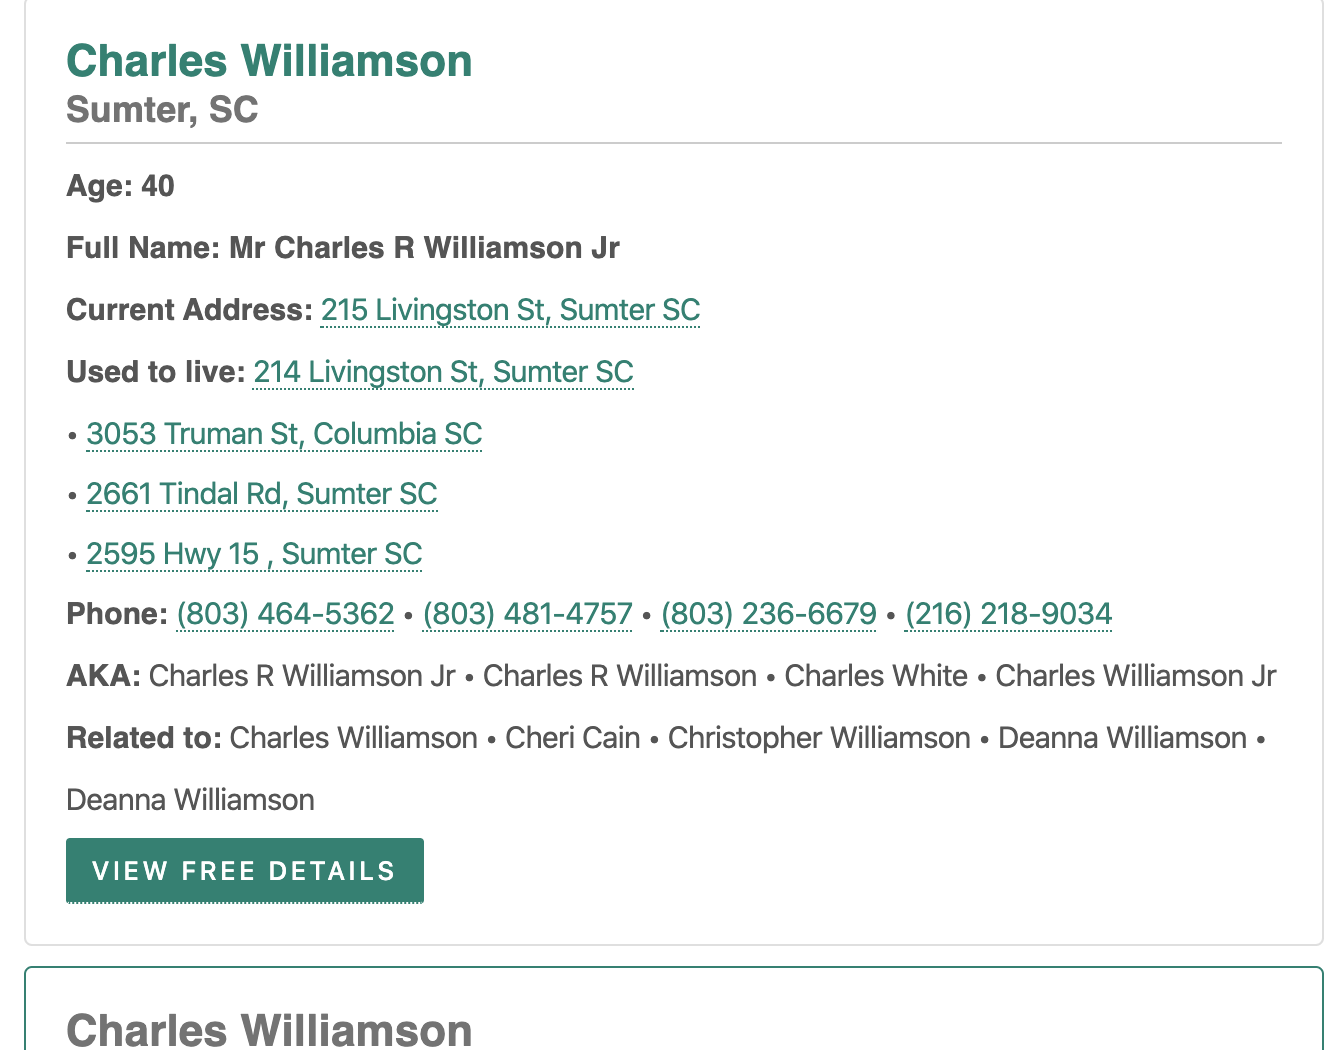 Charles Williamson
Sumter, SC
Age: 40
Full Name: Mr Charles R Williamson Jr
Current Address: 215 Livingston St, Sumter SC
Used to live: 214 Livingston St, Sumter SC
• 3053 Truman St, Columbia SC
• 2661 Tindal Rd, Sumter SC
• 2595 Hwy 15 , Sumter SC
Phone: (803) 464-5362 • (803) 481-4757 • (803) 236-6679 • (216) 218-9034
AKA: Charles R Williamson Jr • Charles R Williamson • Charles White • Charles Williamson Jr
Related to: Charles Williamson • Cheri Cain • Christopher Williamson • Deanna Williamson •
Deanna Williamson
VIEW FREE DETAILS
Charles Williamson